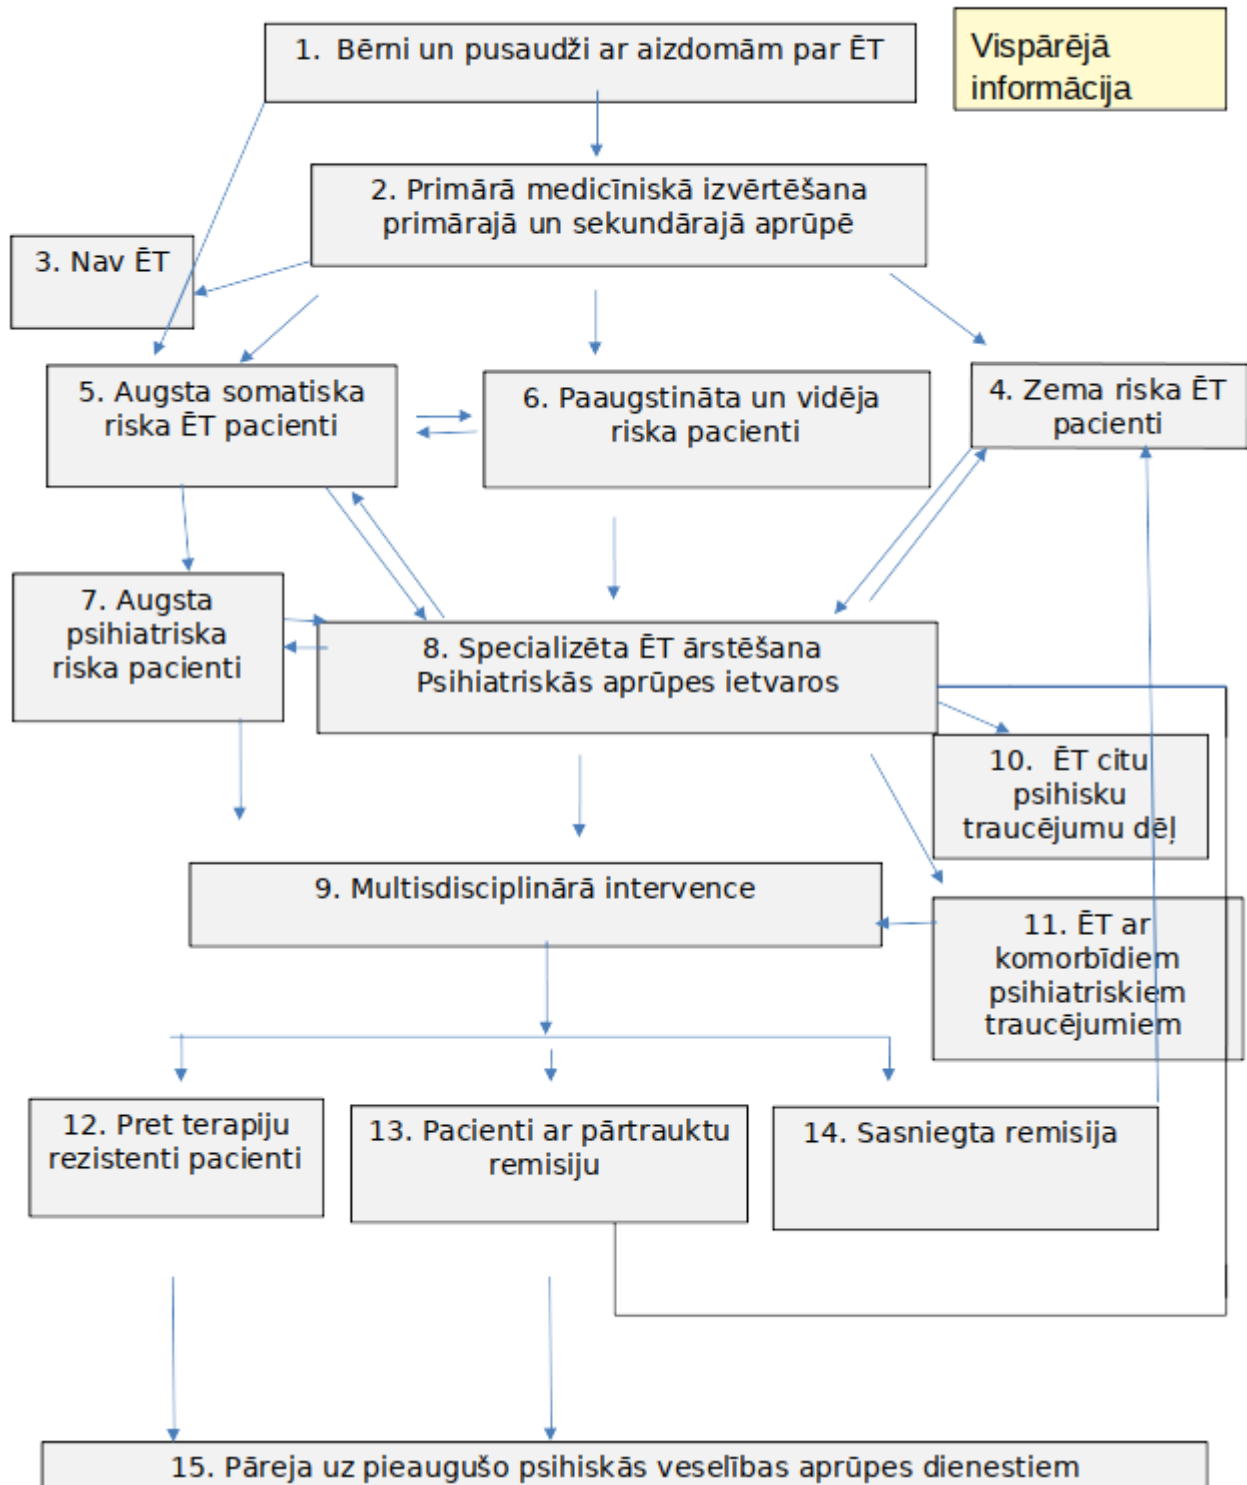 1. Bērni un pusaudži ar aizdomām par ĒT
Vispārējā
informācija
2. Primārā medicīniskā izvērtēšana
primārajā un sekundārajā aprūpē
3. Nav ĒT
5. Augsta somatiska
riska ĒT pacienti
6. Paaugstināta un vidēja
riska pacienti
4. Zema riska ĒT
pacienti
7. Augsta
psihiatriska
riska pacienti
8. Specializēta ĒT ārstēšana
Psihiatriskās aprūpes ietvaros
10. ĒT citu
psihisku
traucējumu dēļ
9. Multisdisciplinārā intervence
11. ĒT ar
komorbīdiem
psihiatriskiem
traucējumiem
12. Pret terapiju
rezistenti pacienti
13. Pacienti ar pārtrauktu
remisiju
14. Sasniegta remisija
15. Pāreja uz pieaugušo psihiskās veselības aprūpes dienestiem